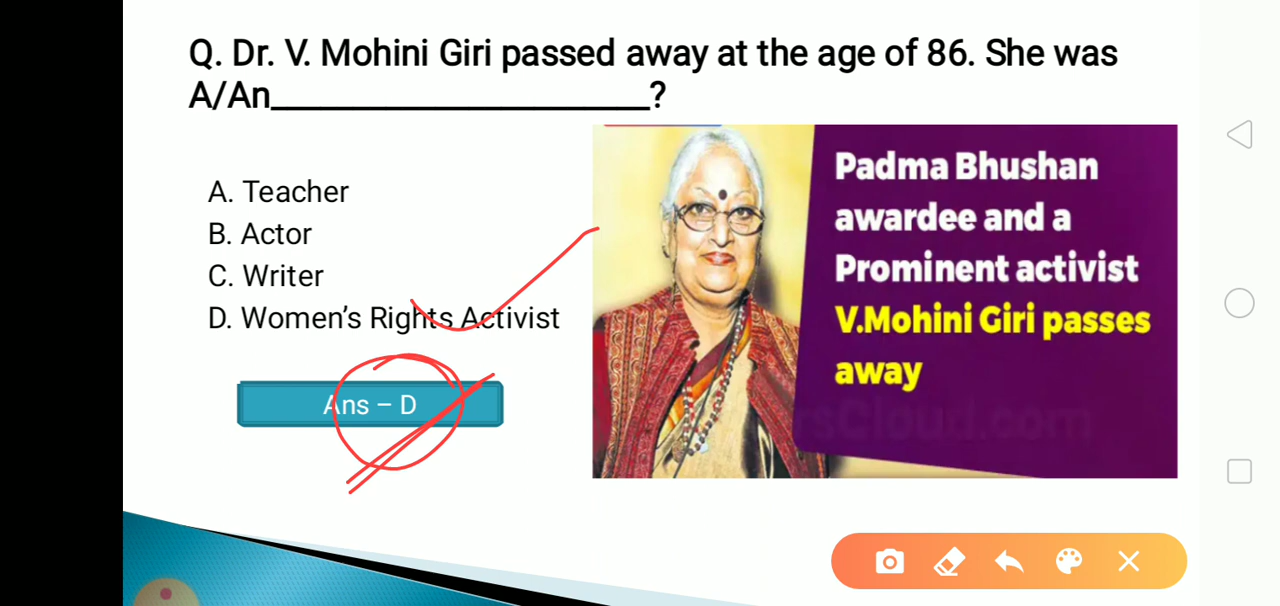 Q. Dr. V. Mohini Giri passed away at the age of 86. She was
A/An____________________?
A. Teacher
B. Actor
C. Writer
D. Women’s Rights Activist
Ans – D
Padma Bhushan
awardee and a
Prominent activist
V.Mohini Giri passes
away